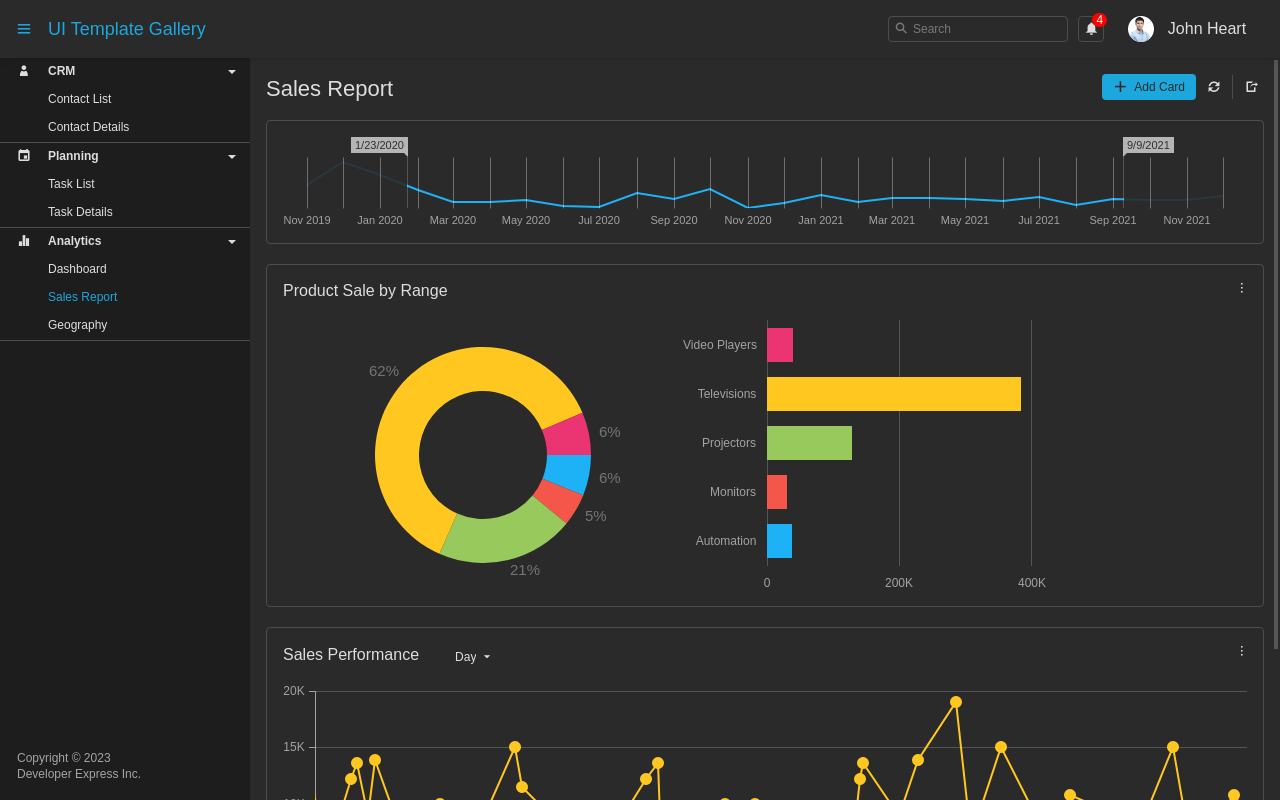 UI Template Gallery
Search
4
John Heart
CRM
Contact List
Contact Details
Planning
Task List
Task Details
Analytics
Dashboard
Sales Report
Geography
Copyright © 2023
Developer Express Inc.
Sales Report
Add Card
1/23/2020
9/9/2021
Nov 2019 Jan 2020 Mar 2020 May 2020 Jul 2020 Sep 2020 Nov 2020 Jan 2021 Mar 2021 May 2021 Jul 2021 Sep 2021 Nov 2021
Product Sale by Range
62%
6%
6%
5%
21%
Video Players
Televisions
Projectors
Monitors
Automation
0 200K 400K
Sales Performance
Day
20K
15K
10K